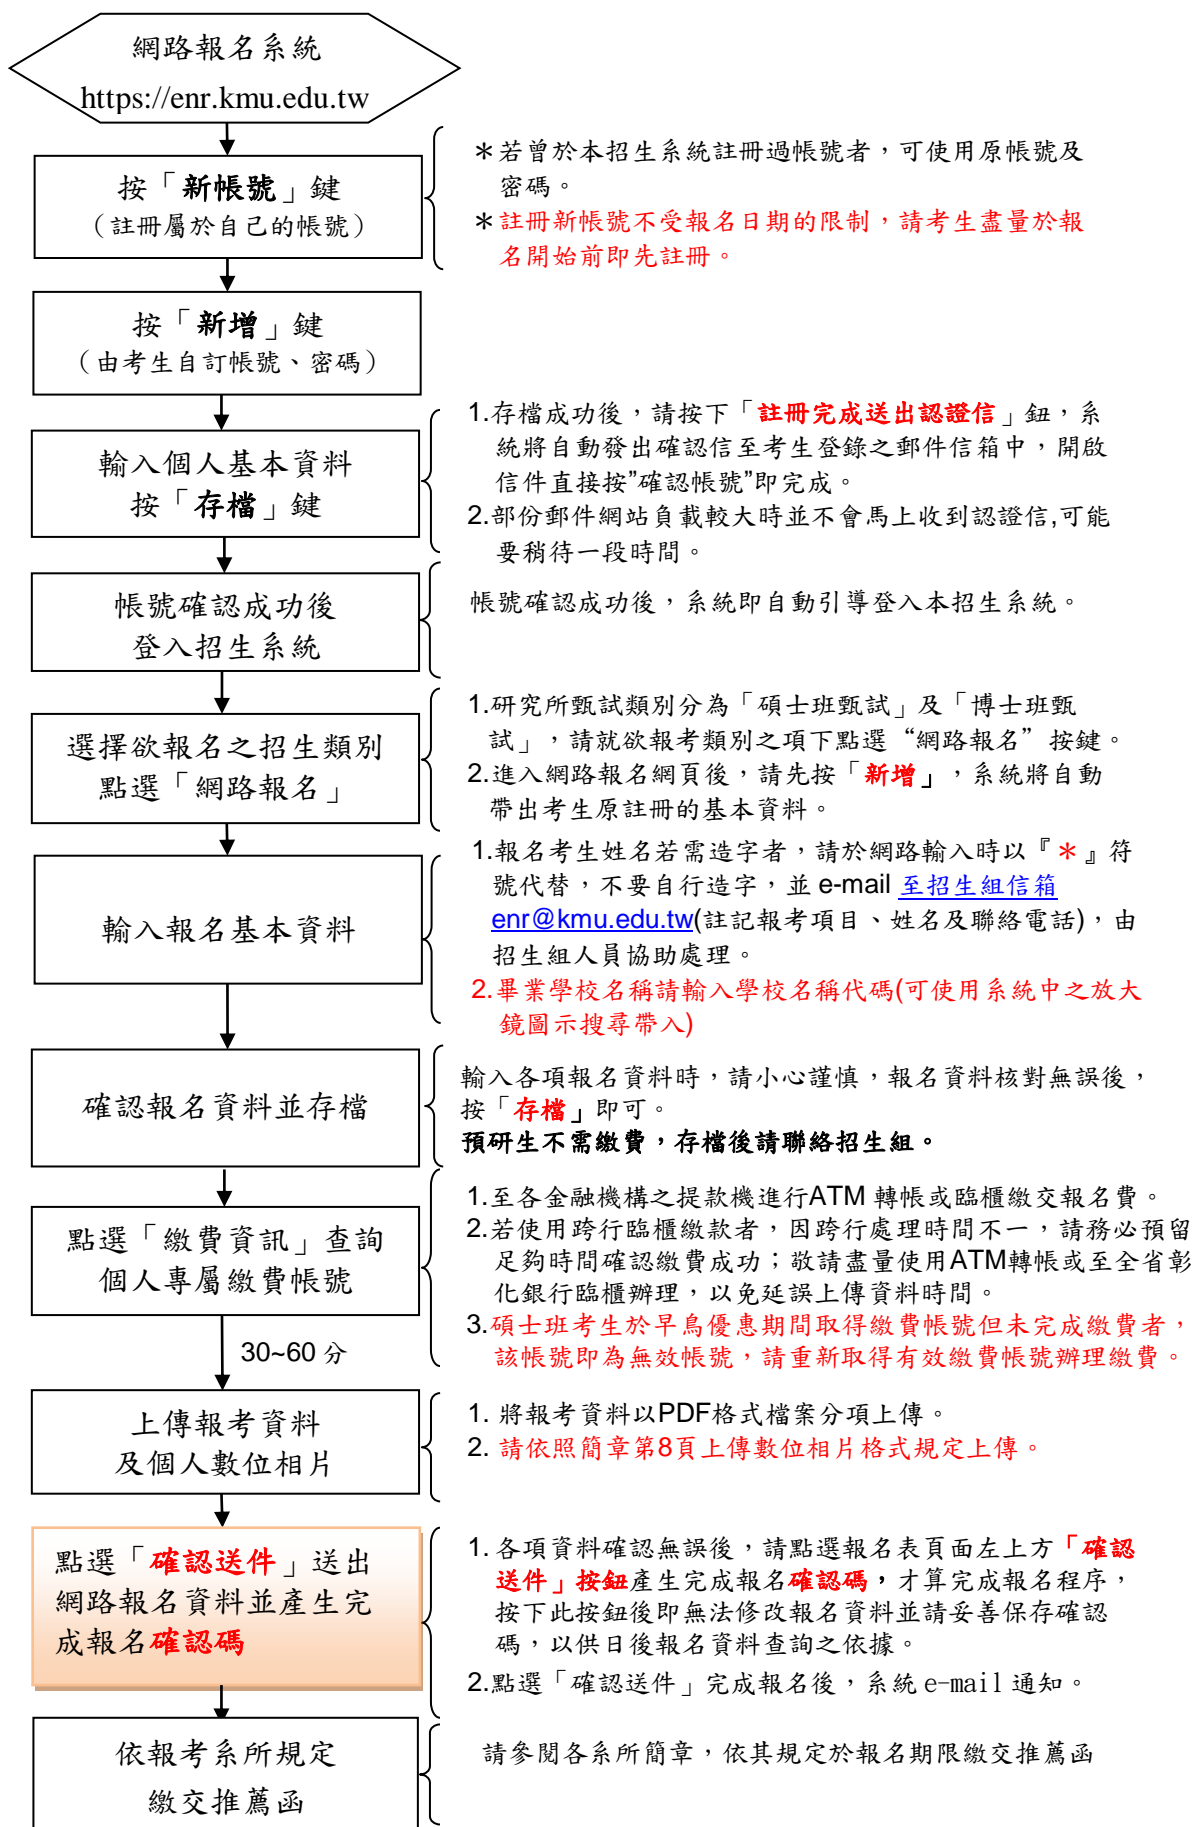 網路報名系統
https://enr.kmu.edu.tw
按「新帳號」鍵
（註冊屬於自己的帳號）
＊若曾於本招生系統註冊過帳號者，可使用原帳號及
密碼。
＊註冊新帳號不受報名日期的限制，請考生盡量於報
名開始前即先註冊。
按「新增」鍵
（由考生自訂帳號、密碼）
輸入個人基本資料
按「存檔」鍵
1.存檔成功後，請按下「註冊完成送出認證信」鈕，系
統將自動發出確認信至考生登錄之郵件信箱中，開啟
信件直接按”確認帳號”即完成。
2.部份郵件網站負載較大時並不會馬上收到認證信,可能
要稍待一段時間。
帳號確認成功後
登入招生系統
帳號確認成功後，系統即自動引導登入本招生系統。
選擇欲報名之招生類別
點選「網路報名」
1.研究所甄試類別分為「碩士班甄試」及「博士班甄
試」，請就欲報考類別之項下點選“網路報名”按鍵。
2.進入網路報名網頁後，請先按「新增」，系統將自動
帶出考生原註冊的基本資料。
輸入報名基本資料
1.報名考生姓名若需造字者，請於網路輸入時以『＊』符
號代替，不要自行造字，並 e-mail 至招生組信箱
enr@kmu.edu.tw(註記報考項目、姓名及聯絡電話)，由
招生組人員協助處理。
2.畢業學校名稱請輸入學校名稱代碼(可使用系統中之放大
鏡圖示搜尋帶入)
確認報名資料並存檔
輸入各項報名資料時，請小心謹慎，報名資料核對無誤後，
按「存檔」即可。
預研生不需繳費，存檔後請聯絡招生組。
點選「繳費資訊」查詢
個人專屬繳費帳號
1.至各金融機構之提款機進行ATM 轉帳或臨櫃繳交報名費。
2.若使用跨行臨櫃繳款者，因跨行處理時間不一，請務必預留
足夠時間確認繳費成功；敬請盡量使用ATM轉帳或至全省彰
化銀行臨櫃辦理，以免延誤上傳資料時間。
3.碩士班考生於早鳥優惠期間取得繳費帳號但未完成繳費者，
該帳號即為無效帳號，請重新取得有效繳費帳號辦理繳費。
30~60 分
上傳報考資料
及個人數位相片
1. 將報考資料以PDF格式檔案分項上傳。
2. 請依照簡章第8頁上傳數位相片格式規定上傳。
點選「確認送件」送出
網路報名資料並產生完
成報名確認碼
1. 各項資料確認無誤後，請點選報名表頁面左上方「確認
送件」按鈕產生完成報名確認碼，才算完成報名程序，
按下此按鈕後即無法修改報名資料並請妥善保存確認
碼，以供日後報名資料查詢之依據。
2.點選「確認送件」完成報名後，系統 e-mail 通知。
依報考系所規定
繳交推薦函
請參閱各系所簡章，依其規定於報名期限繳交推薦函